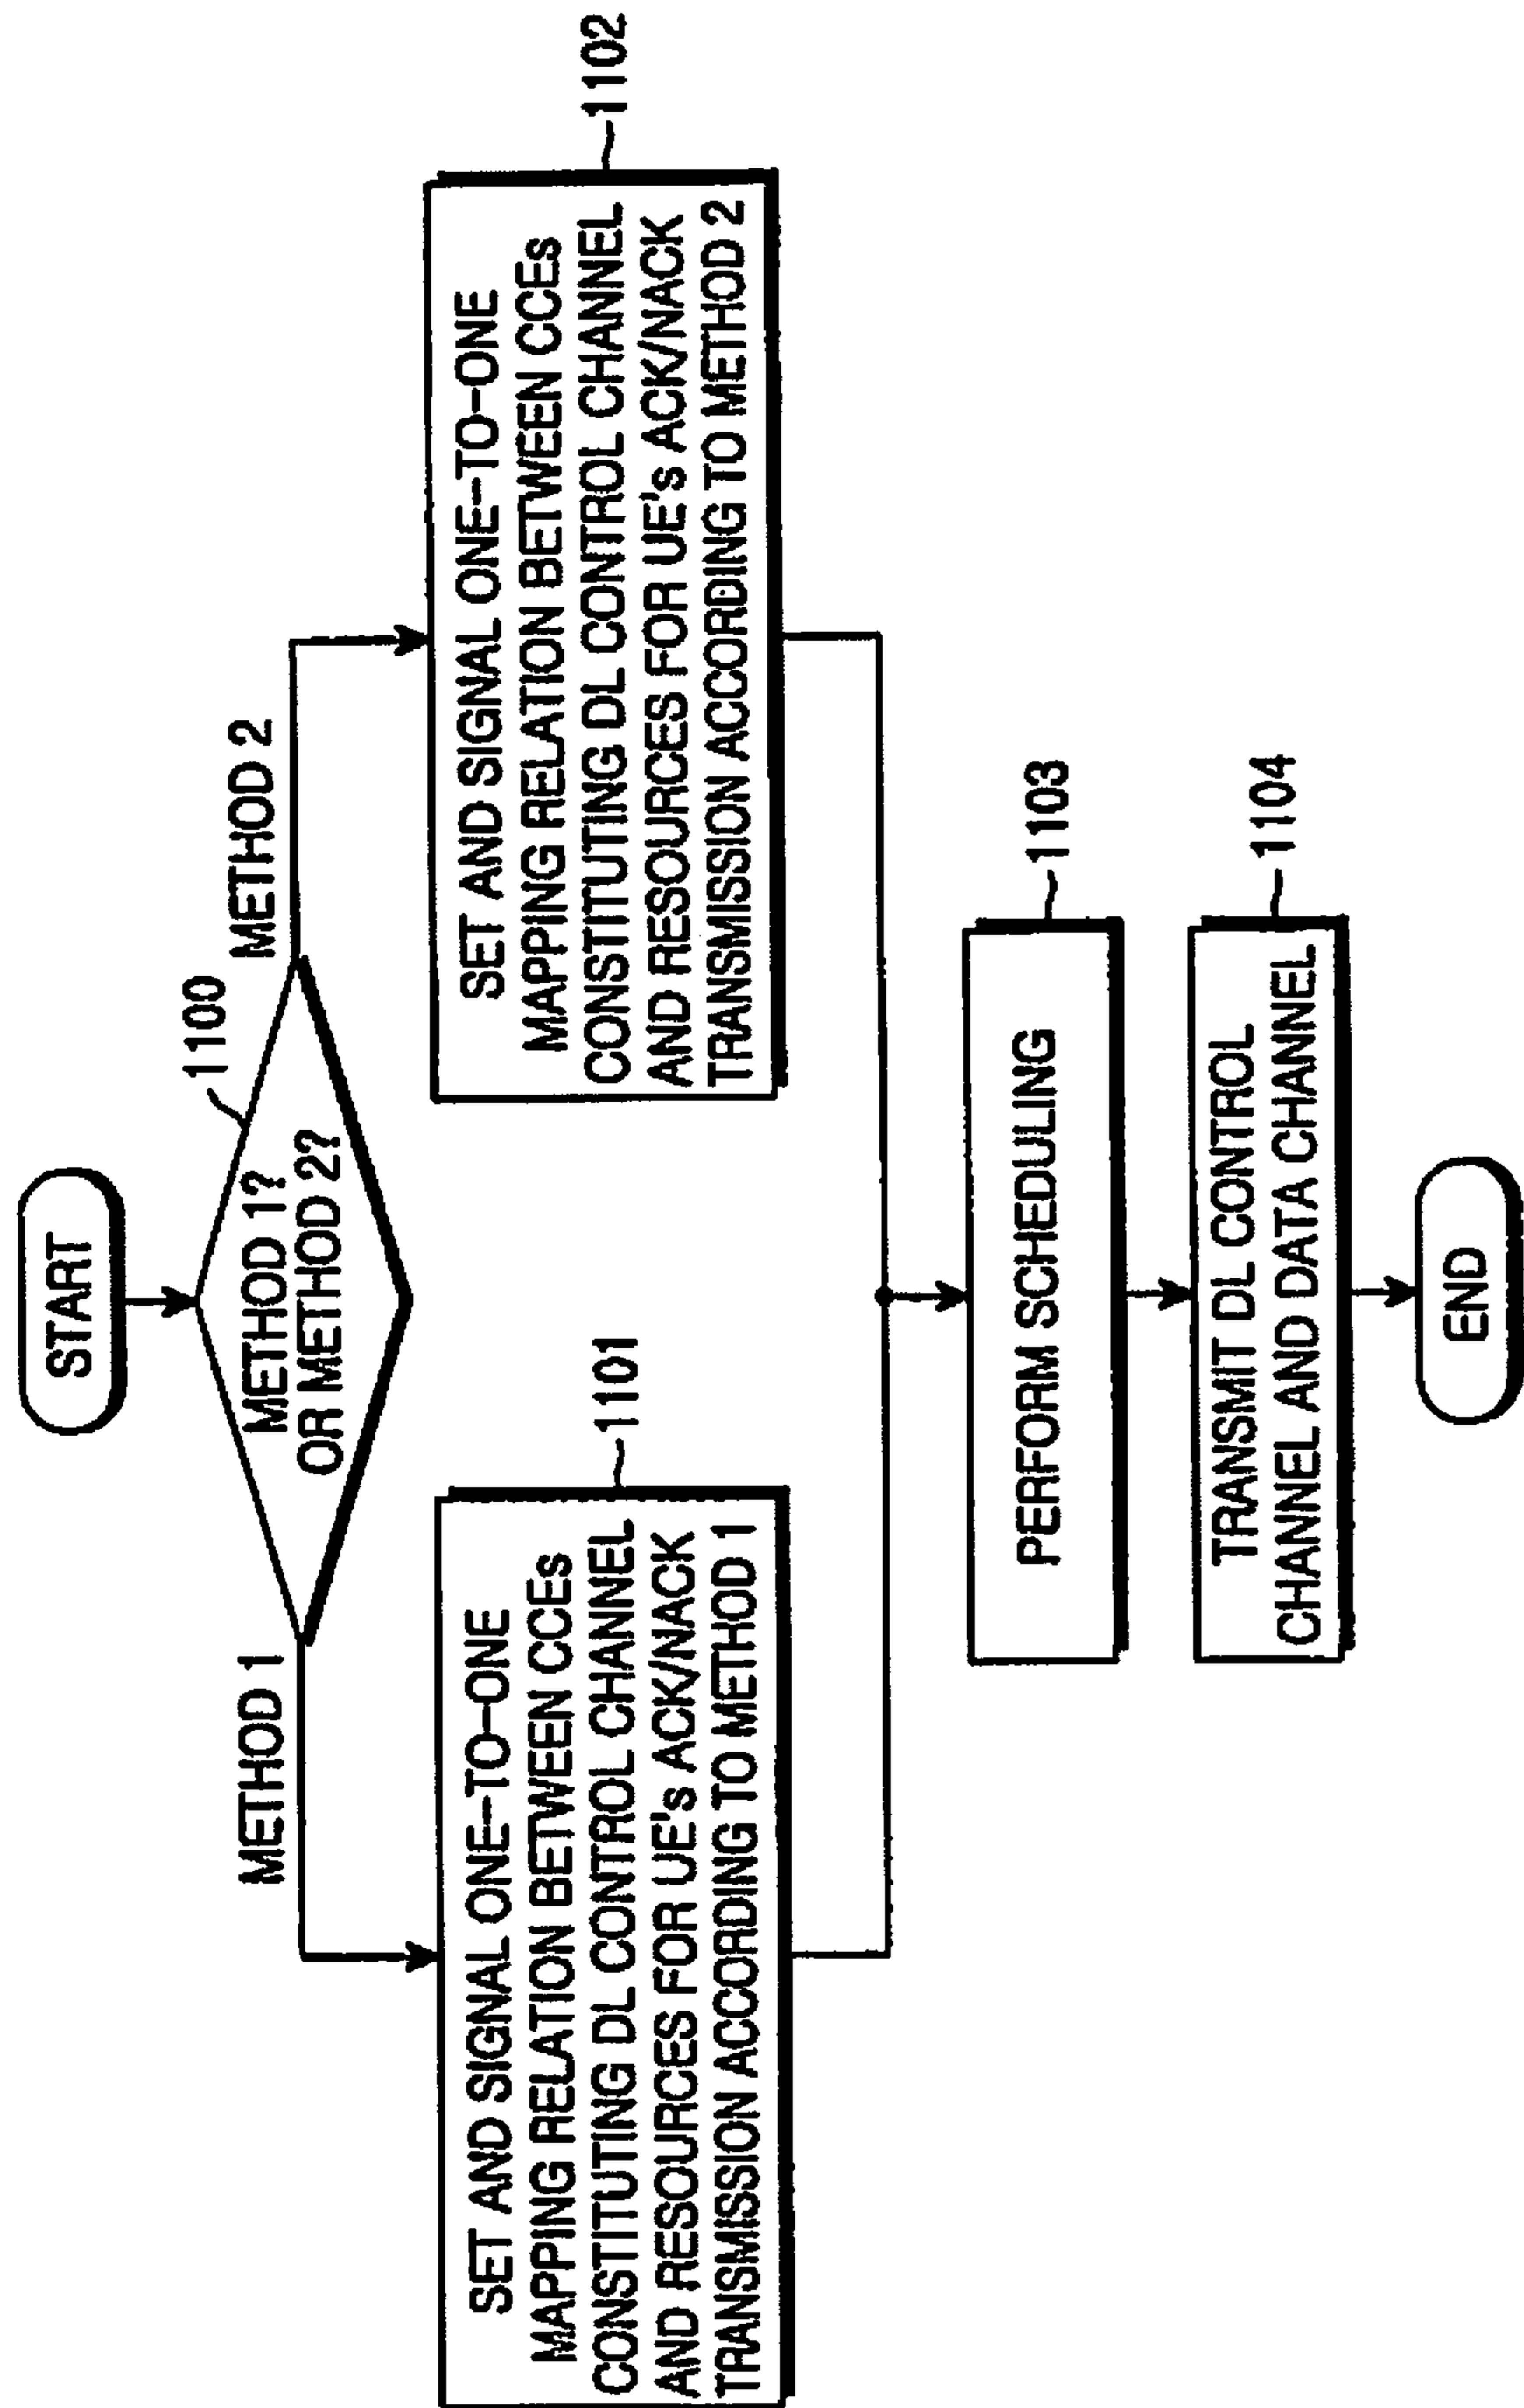 START
1100
METHOD 1?
OR METHOD 2?
METHOD 1
METHOD 2
1101
SET AND SIGNAL ONE-TO-ONE
MAPPING RELATION BETWEEN CCEs
CONSTITUTING DL CONTROL CHANNEL
AND RESOURCES FOR UE's ACK/NACK
TRANSMISSION ACCORDING TO METHOD 1
1102
SET AND SIGNAL ONE-TO-ONE
MAPPING RELATION BETWEEN CCEs
CONSTITUTING DL CONTROL CHANNEL
AND RESOURCES FOR UE's ACK/NACK
TRANSMISSION ACCORDING TO METHOD 2
1103
PERFORM SCHEDULING
1104
TRANSMIT DL CONTROL
CHANNEL AND DATA CHANNEL
END